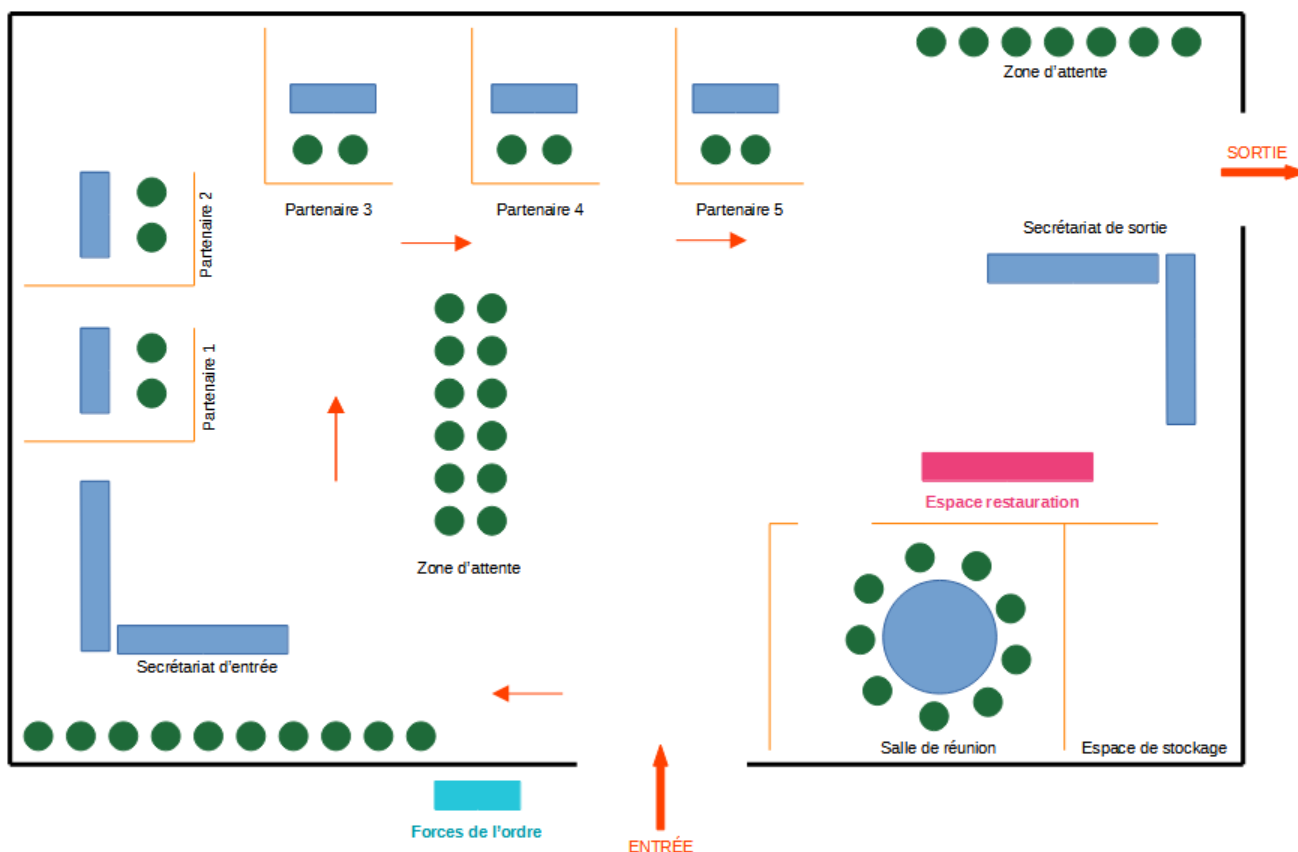 Zone d'attente
SORTIE
Partenaire 2
Partenaire 3
Partenaire 4
Partenaire 5
Secrétariat de sortie
Partenaire 1
Espace restauration
Zone d'attente
Secrétariat d'entrée
Salle de réunion
Espace de stockage
Forces de l'ordre
ENTRÉE